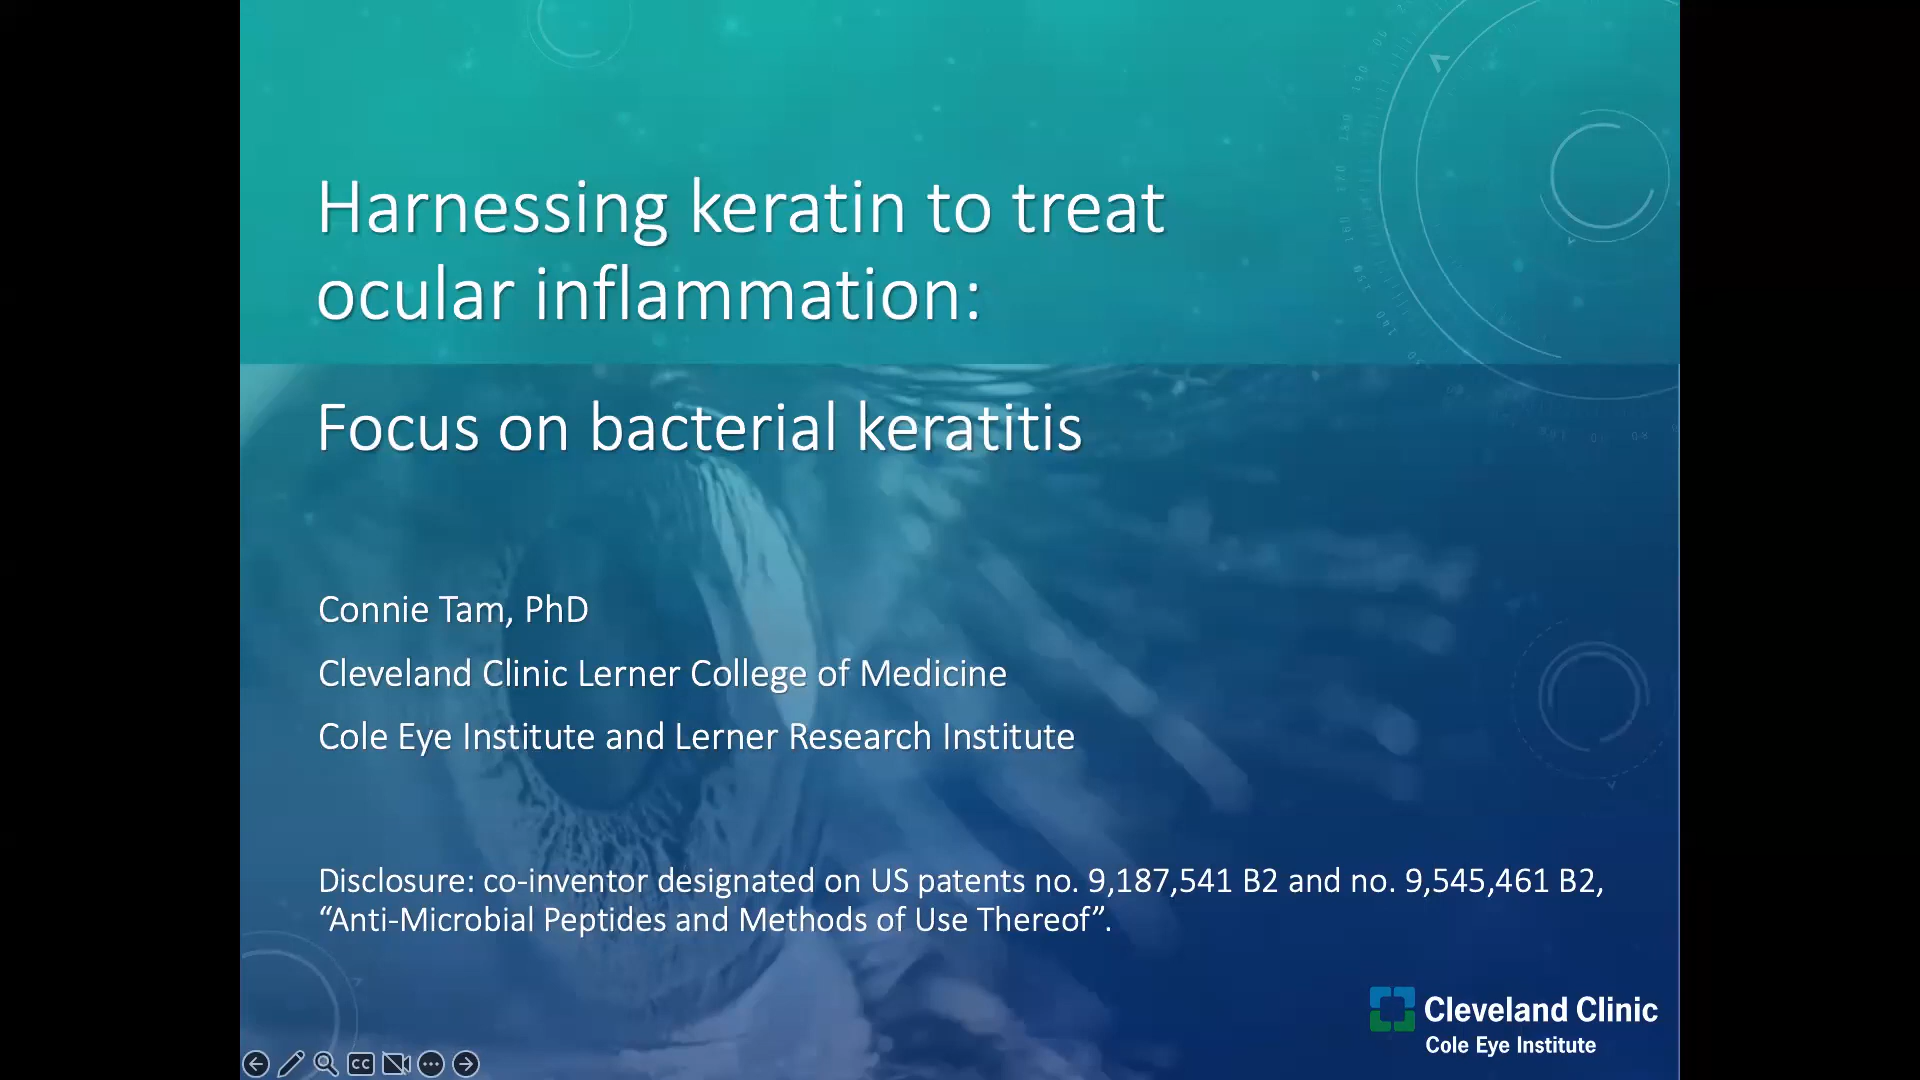 Harnessing keratin to treat
ocular inflammation:
Focus on bacterial keratitis
Connie Tam, PhD
Cleveland Clinic Lerner College of Medicine
Cole Eye Institute and Lerner Research Institute
Disclosure: co-inventor designated on US patents no. 9,187,541 B2 and no. 9,545,461 B2,
“Anti-Microbial Peptides and Methods of Use Thereof”.
Cleveland Clinic
Cole Eye Institute
CC